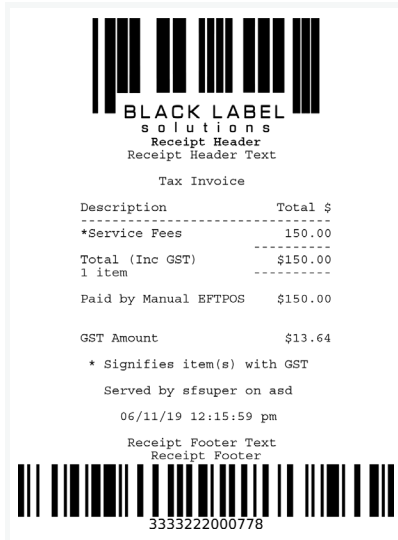 BLACK LABEL
solutions
Receipt Header
Receipt Header Text
Tax Invoice
Description Total $
-----------------------------
*Service Fees 150.00
----------
Total (Inc GST) $150.00
1 item ----------
Paid by Manual EFTPOS $150.00
GST Amount $13.64
* Signifies item(s) with GST
Served by sfsuper on asd
06/11/19 12:15:59 pm
Receipt Footer Text
Receipt Footer
3333222000778